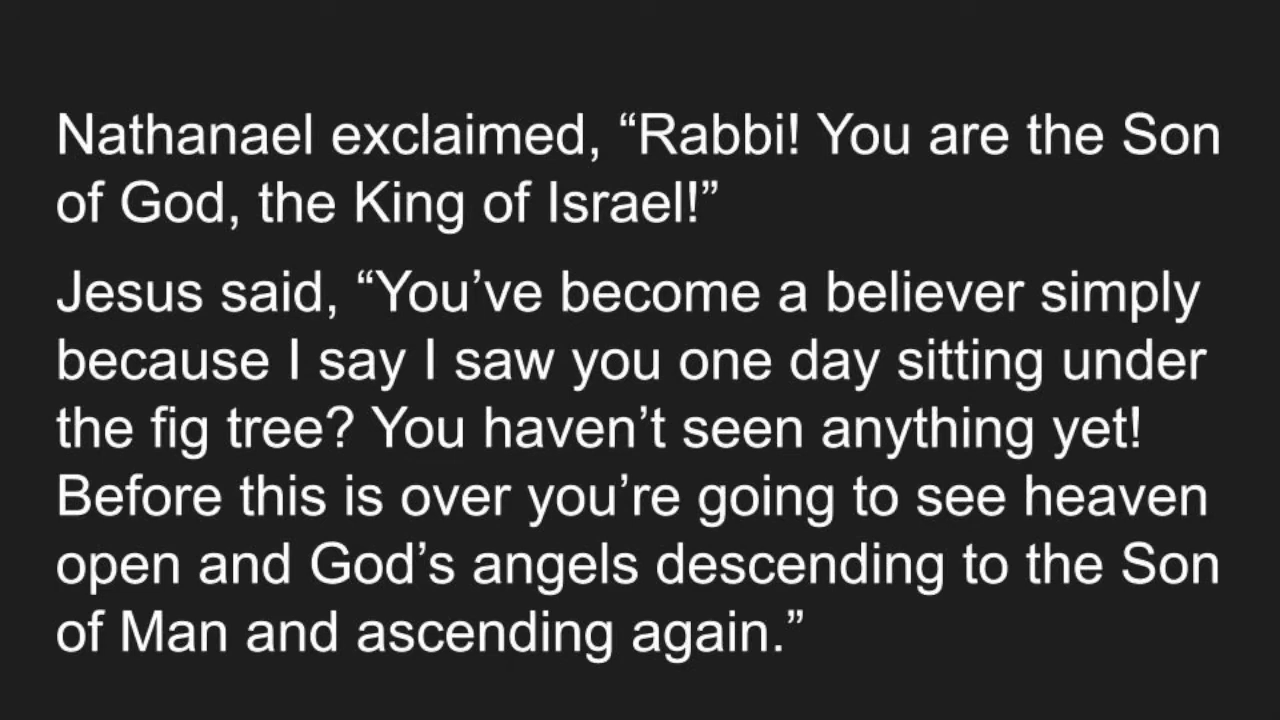 Nathanael exclaimed, “Rabbi! You are the Son
of God, the King of Israel!”
Jesus said, “You’ve become a believer simply
because I say I saw you one day sitting under
the fig tree? You haven’t seen anything yet!
Before this is over you’re going to see heaven
open and God’s angels descending to the Son
of Man and ascending again.”